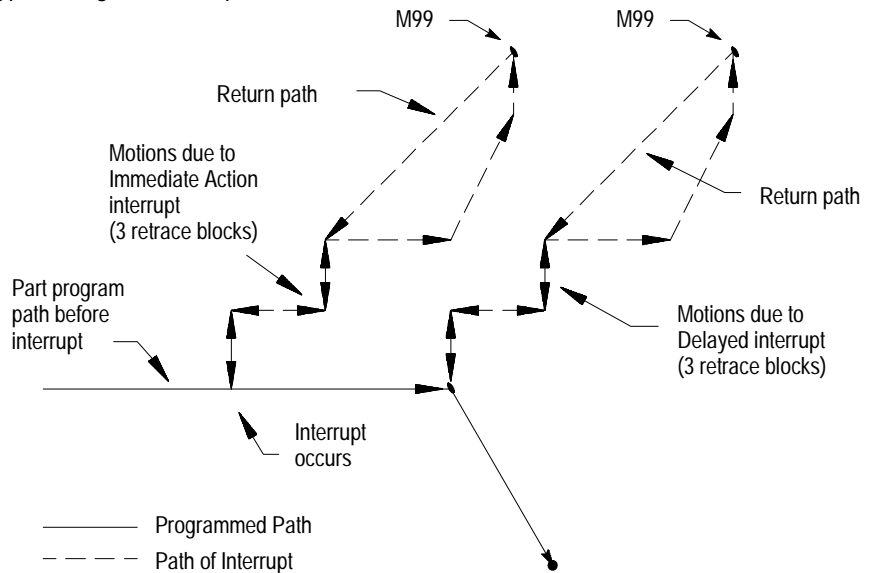 M99
M99
Return path
Motions due to
Immediate Action
interrupt
(3 retrace blocks)
Return path
Part program
path before
interrupt
Motions due to
Delayed interrupt
(3 retrace blocks)
Interrupt
occurs
Programmed Path
Path of Interrupt